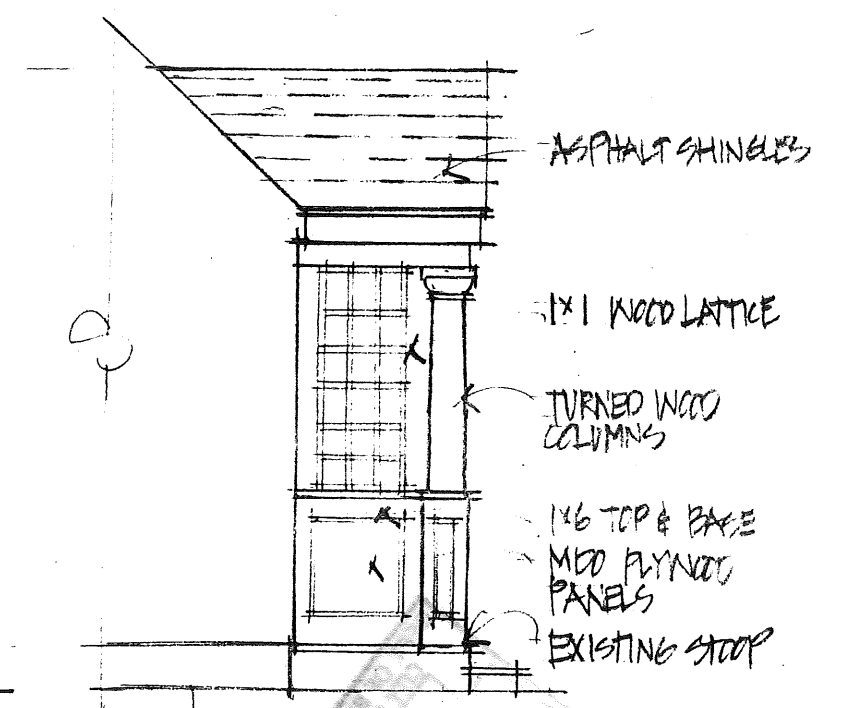 ASPHALT SHINGLES
1x1 WOOD LATTICE
TURNED WOOD
COLUMNS
1x6 TOP & BASE
MDO PLYWOOD
PANELS
EXISTING STOOP